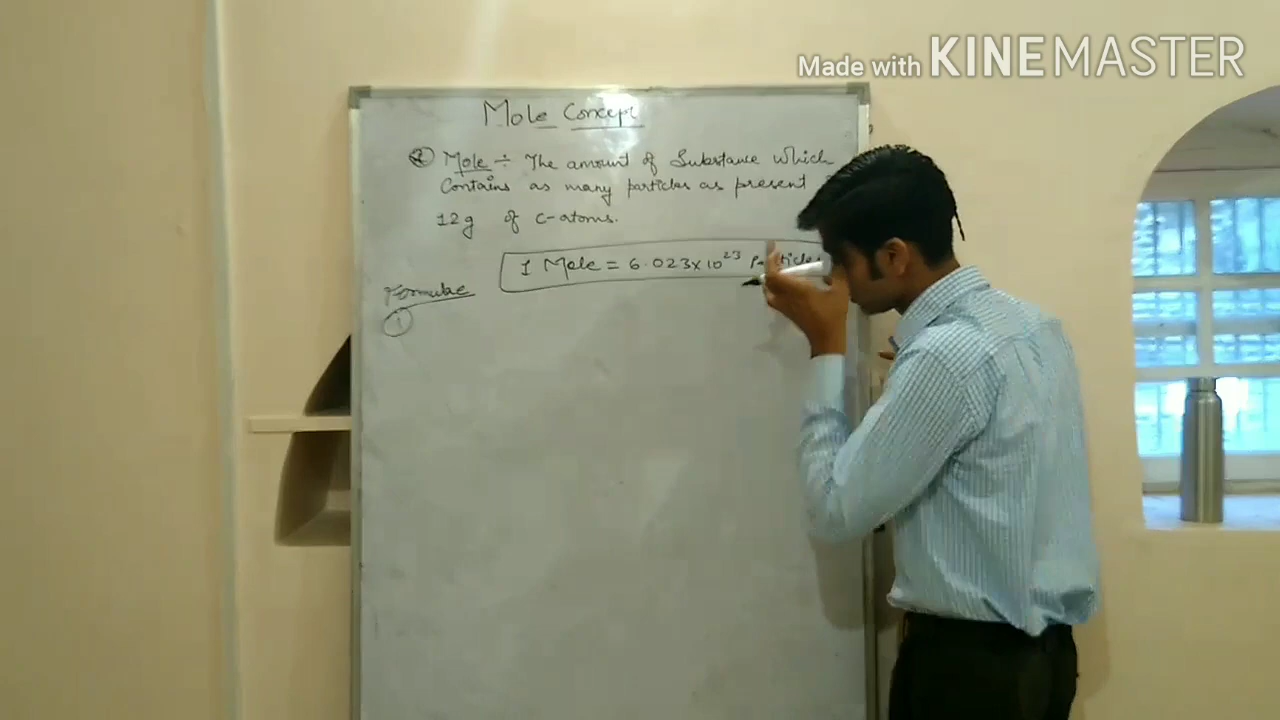 Made with KINEMASTER
Mole Concept
Mole ÷ The amount of Substance which
Contains as many particles as present
12g of C-atoms.
1 Mole = 6.023x10²³ Particles
Formulae
①